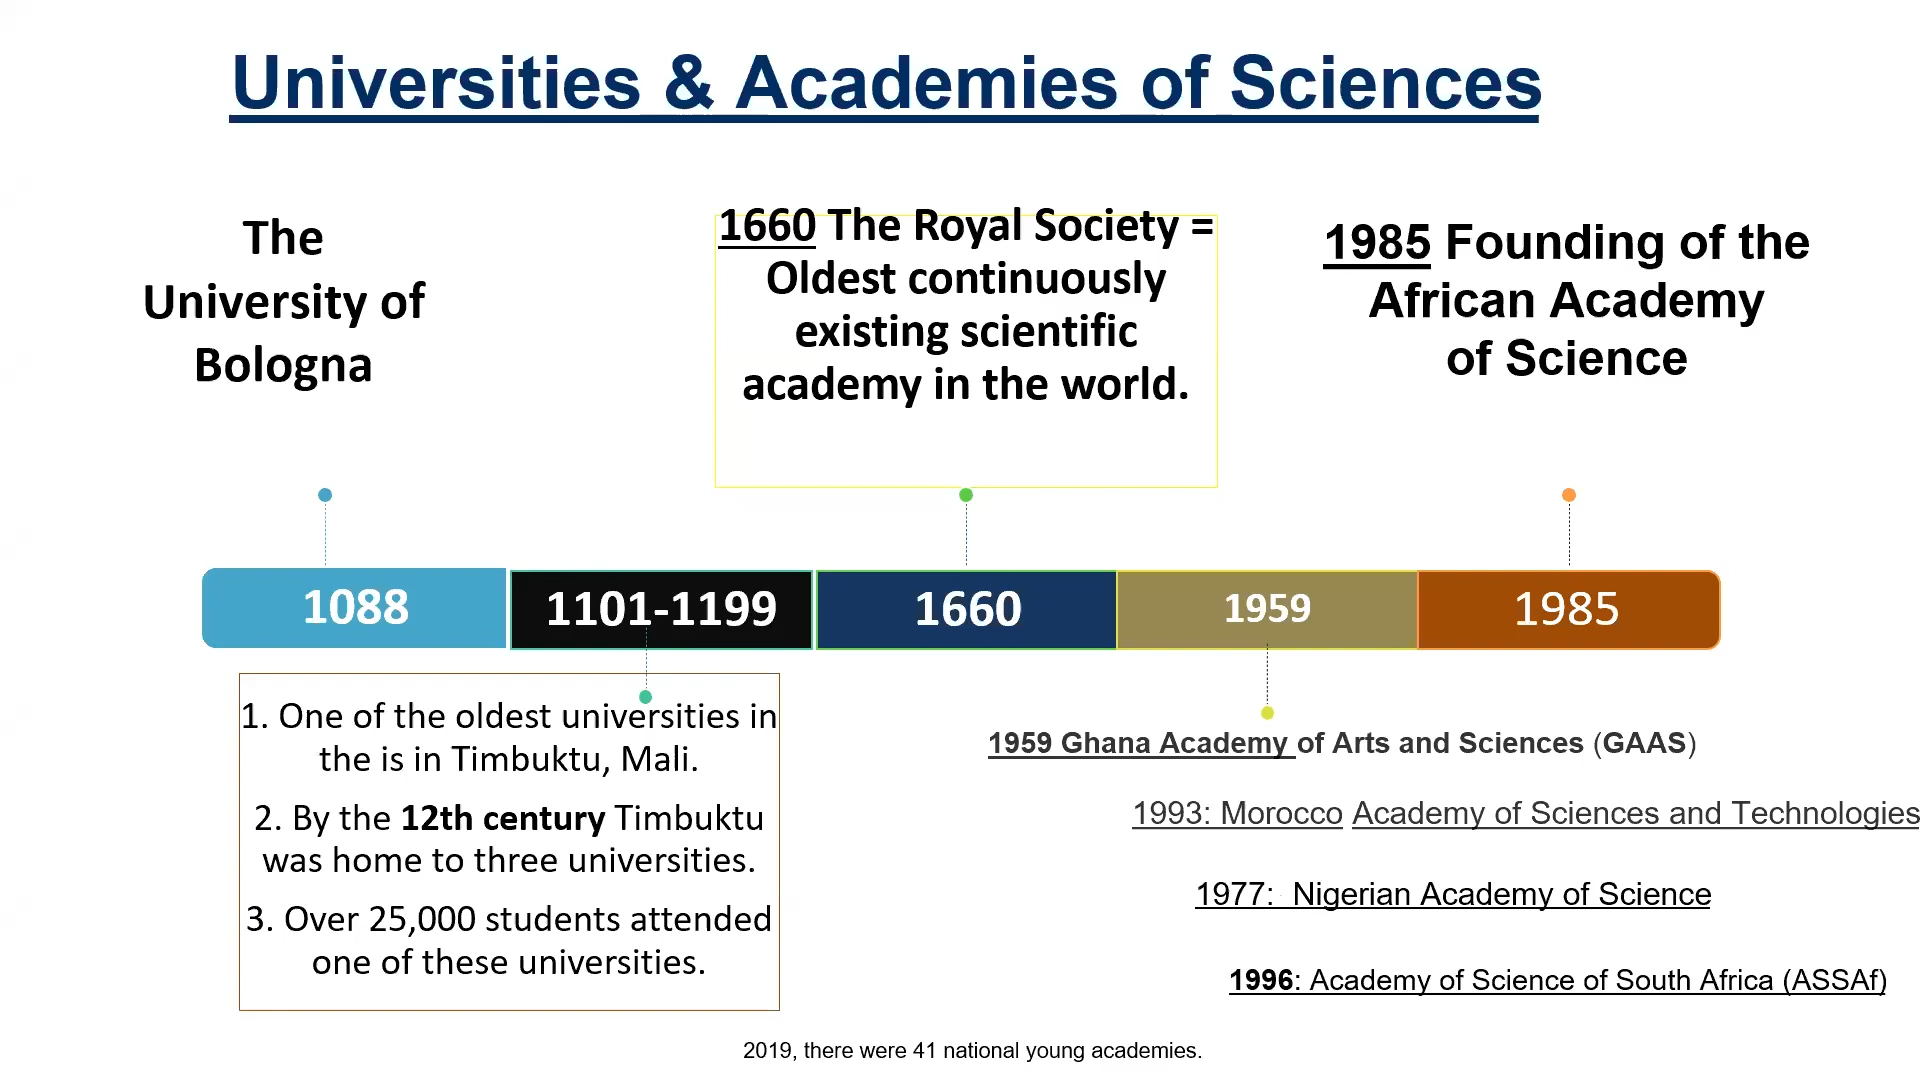 Universities & Academies of Sciences
The
University of
Bologna
1660 The Royal Society =
Oldest continuously
existing scientific
academy in the world.
1985 Founding of the
African Academy
of Science
1088
1101-1199
1660
1959
1985
1. One of the oldest universities in
the is in Timbuktu, Mali.
2. By the 12th century Timbuktu
was home to three universities.
3. Over 25,000 students attended
one of these universities.
1959 Ghana Academy of Arts and Sciences (GAAS)
1993: Morocco Academy of Sciences and Technologies
1977:  Nigerian Academy of Science
1996: Academy of Science of South Africa (ASSAf)
2019, there were 41 national young academies.